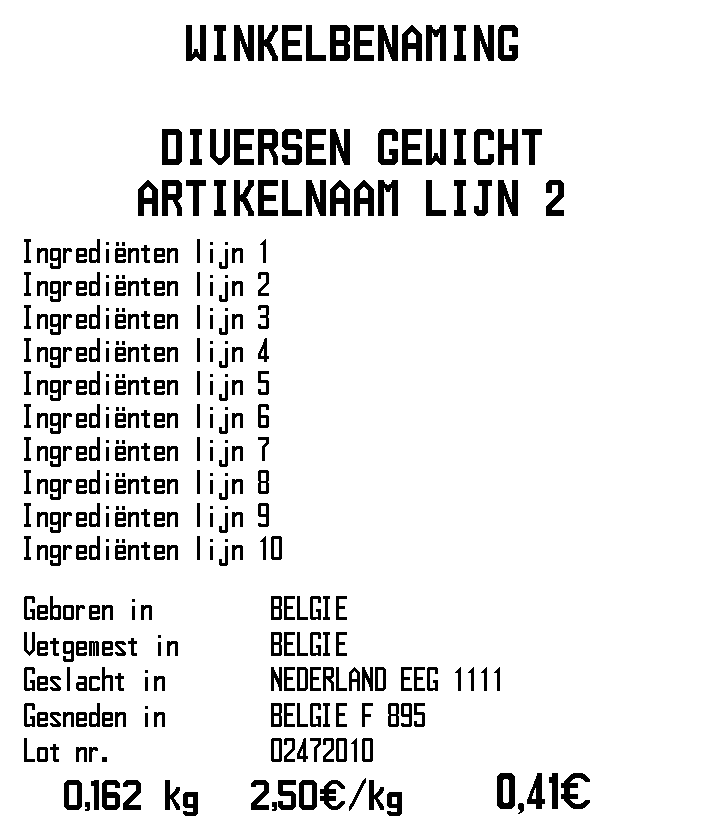 WINKELBENAMING
DIVERSEN GEWICHT
ARTIKELNAAM LIJN 2
Ingrediënten lijn 1
Ingrediënten lijn 2
Ingrediënten lijn 3
Ingrediënten lijn 4
Ingrediënten lijn 5
Ingrediënten lijn 6
Ingrediënten lijn 7
Ingrediënten lijn 8
Ingrediënten lijn 9
Ingrediënten lijn 10
Geboren in BELGIE
Vetgemest in BELGIE
Geslacht in NEDERLAND EEG 1111
Gesneden in BELGIE F 895
Lot nr. 02472010
0,162 kg 2,50€/kg 0,41€